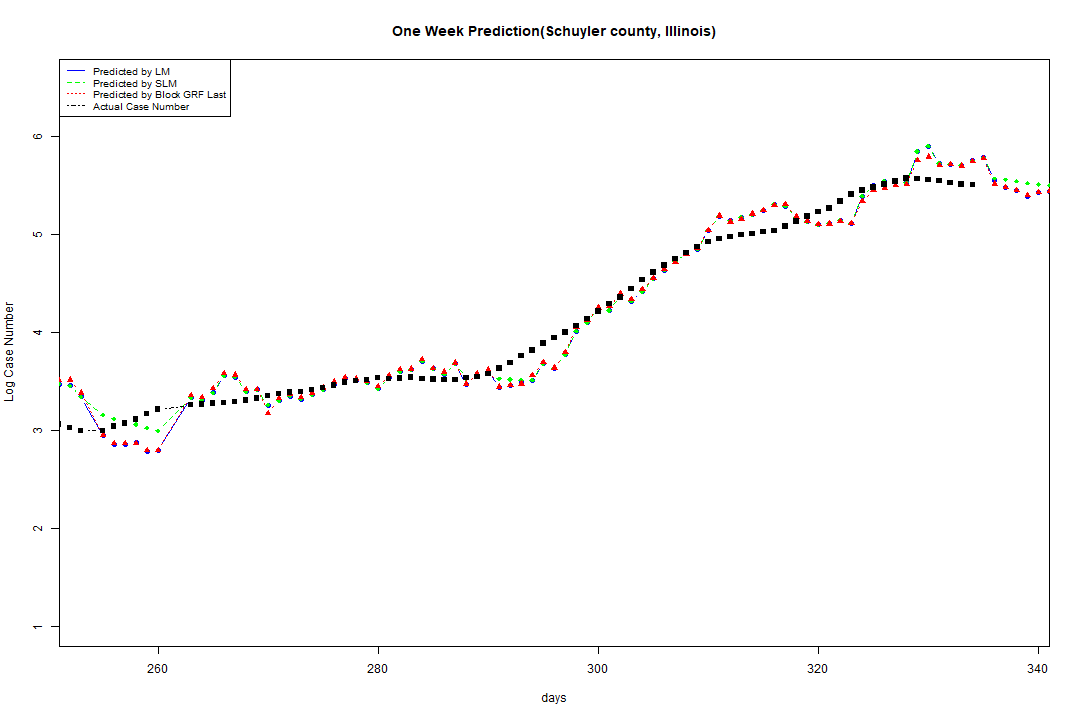 One Week Prediction(Schuyler county, Illinois)
Predicted by LM
Predicted by SLM
Predicted by Block GRF Last
Actual Case Number
6
5
4
3
2
1
Log Case Number
260 280 300 320 340
days